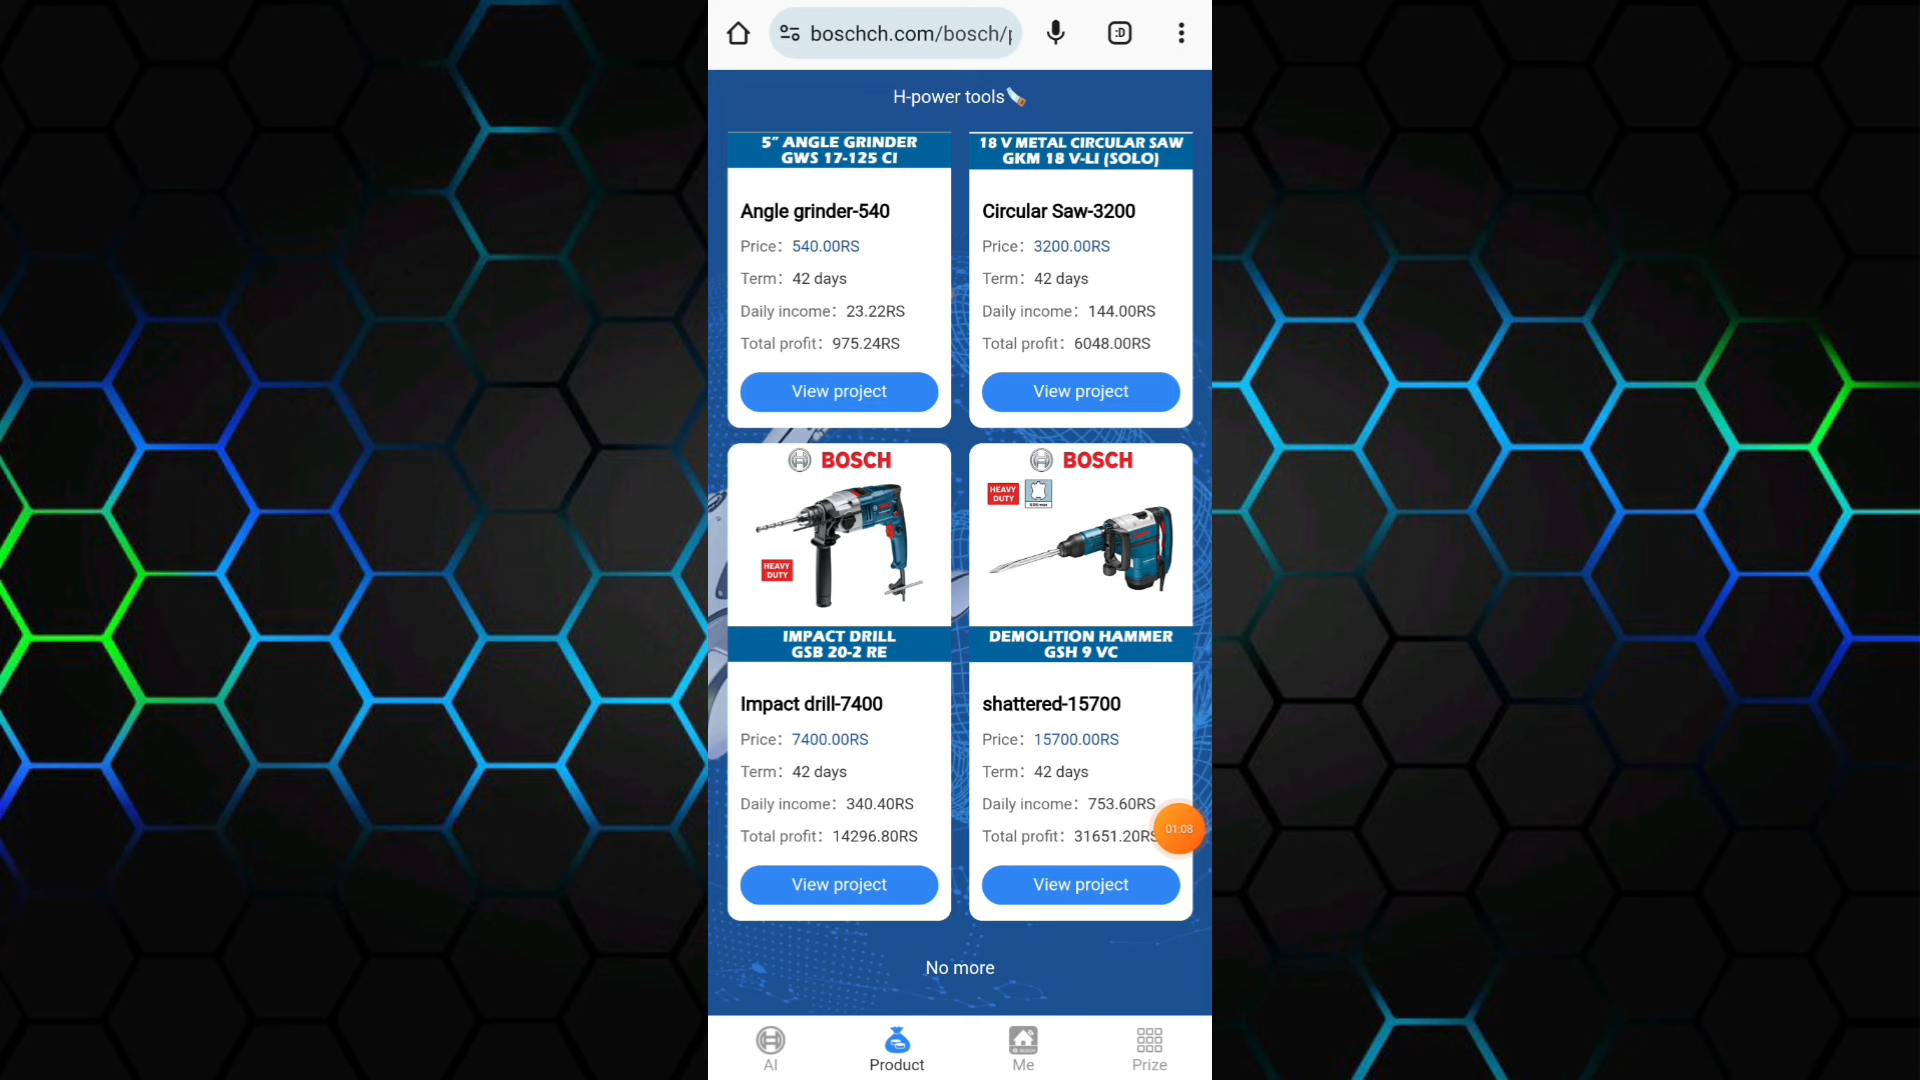 boschch.com/bosch/p
:D
H-power tools
5" ANGLE GRINDER
GWS 17-125 CI
Angle grinder-540
Price: 540.00RS
Term: 42 days
Daily income: 23.22RS
Total profit: 975.24RS
View project
18 V METAL CIRCULAR SAW
GKM 18 V-LI (SOLO)
Circular Saw-3200
Price: 3200.00RS
Term: 42 days
Daily income: 144.00RS
Total profit: 6048.00RS
View project
BOSCH
HEAVY
DUTY
IMPACT DRILL
GSB 20-2 RE
Impact drill-7400
Price: 7400.00RS
Term: 42 days
Daily income: 340.40RS
Total profit: 14296.80RS
View project
BOSCH
HEAVY
DUTY
DEMOLITION HAMMER
GSH 9 VC
shattered-15700
Price: 15700.00RS
Term: 42 days
Daily income: 753.60RS
Total profit: 31651.20RS
01:08
View project
No more
AI
Product
Me
Prize